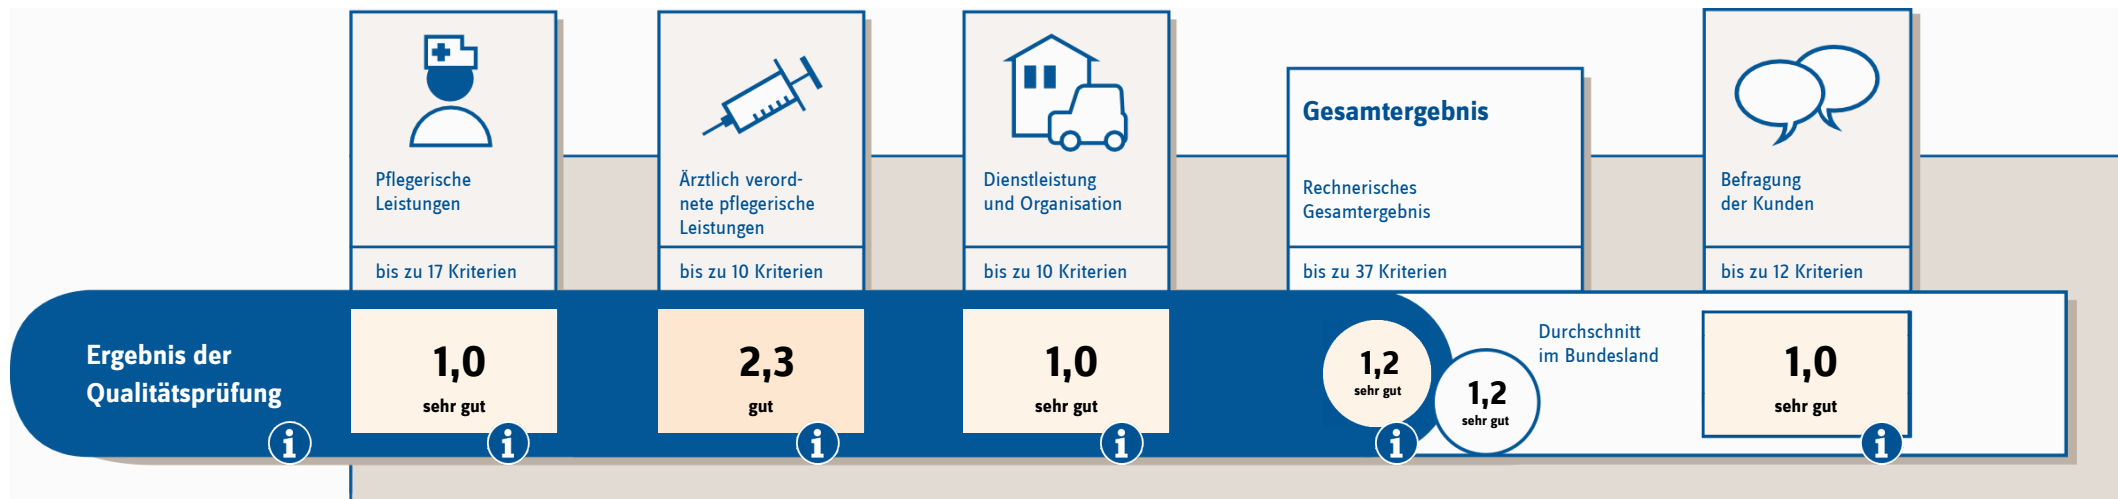 Pflegerische
Leistungen
bis zu 17 Kriterien
Ärztlich verord-
nete pflegerische
Leistungen
bis zu 10 Kriterien
Dienstleistung
und Organisation
bis zu 10 Kriterien
Gesamtergebnis
Rechnerisches
Gesamtergebnis
bis zu 37 Kriterien
Befragung
der Kunden
bis zu 12 Kriterien
Ergebnis der
Qualitätsprüfung
i
1,0
sehr gut
i
2,3
gut
i
1,0
sehr gut
i
1,2
sehr gut
i
1,2
sehr gut
Durchschnitt
im Bundesland
1,0
sehr gut
i